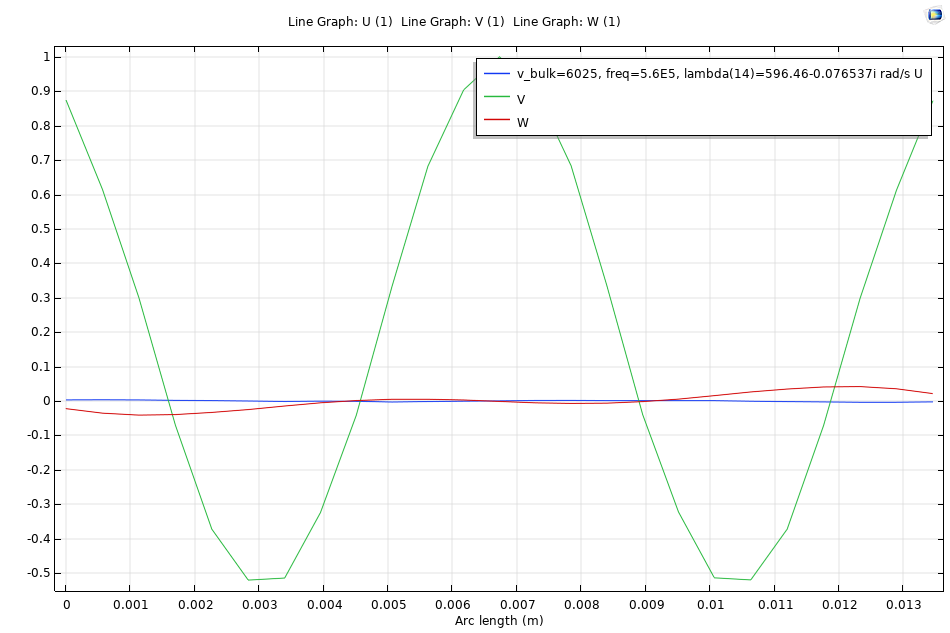 Line Graph: U (1) Line Graph: V (1) Line Graph: W (1)
v_bulk=6025, freq=5.6E5, lambda(14)=596.46-0.076537i rad/s U
V
W
1
0.9
0.8
0.7
0.6
0.5
0.4
0.3
0.2
0.1
0
-0.1
-0.2
-0.3
-0.4
-0.5
0 0.001 0.002 0.003 0.004 0.005 0.006 0.007 0.008 0.009 0.01 0.011 0.012 0.013
Arc length (m)